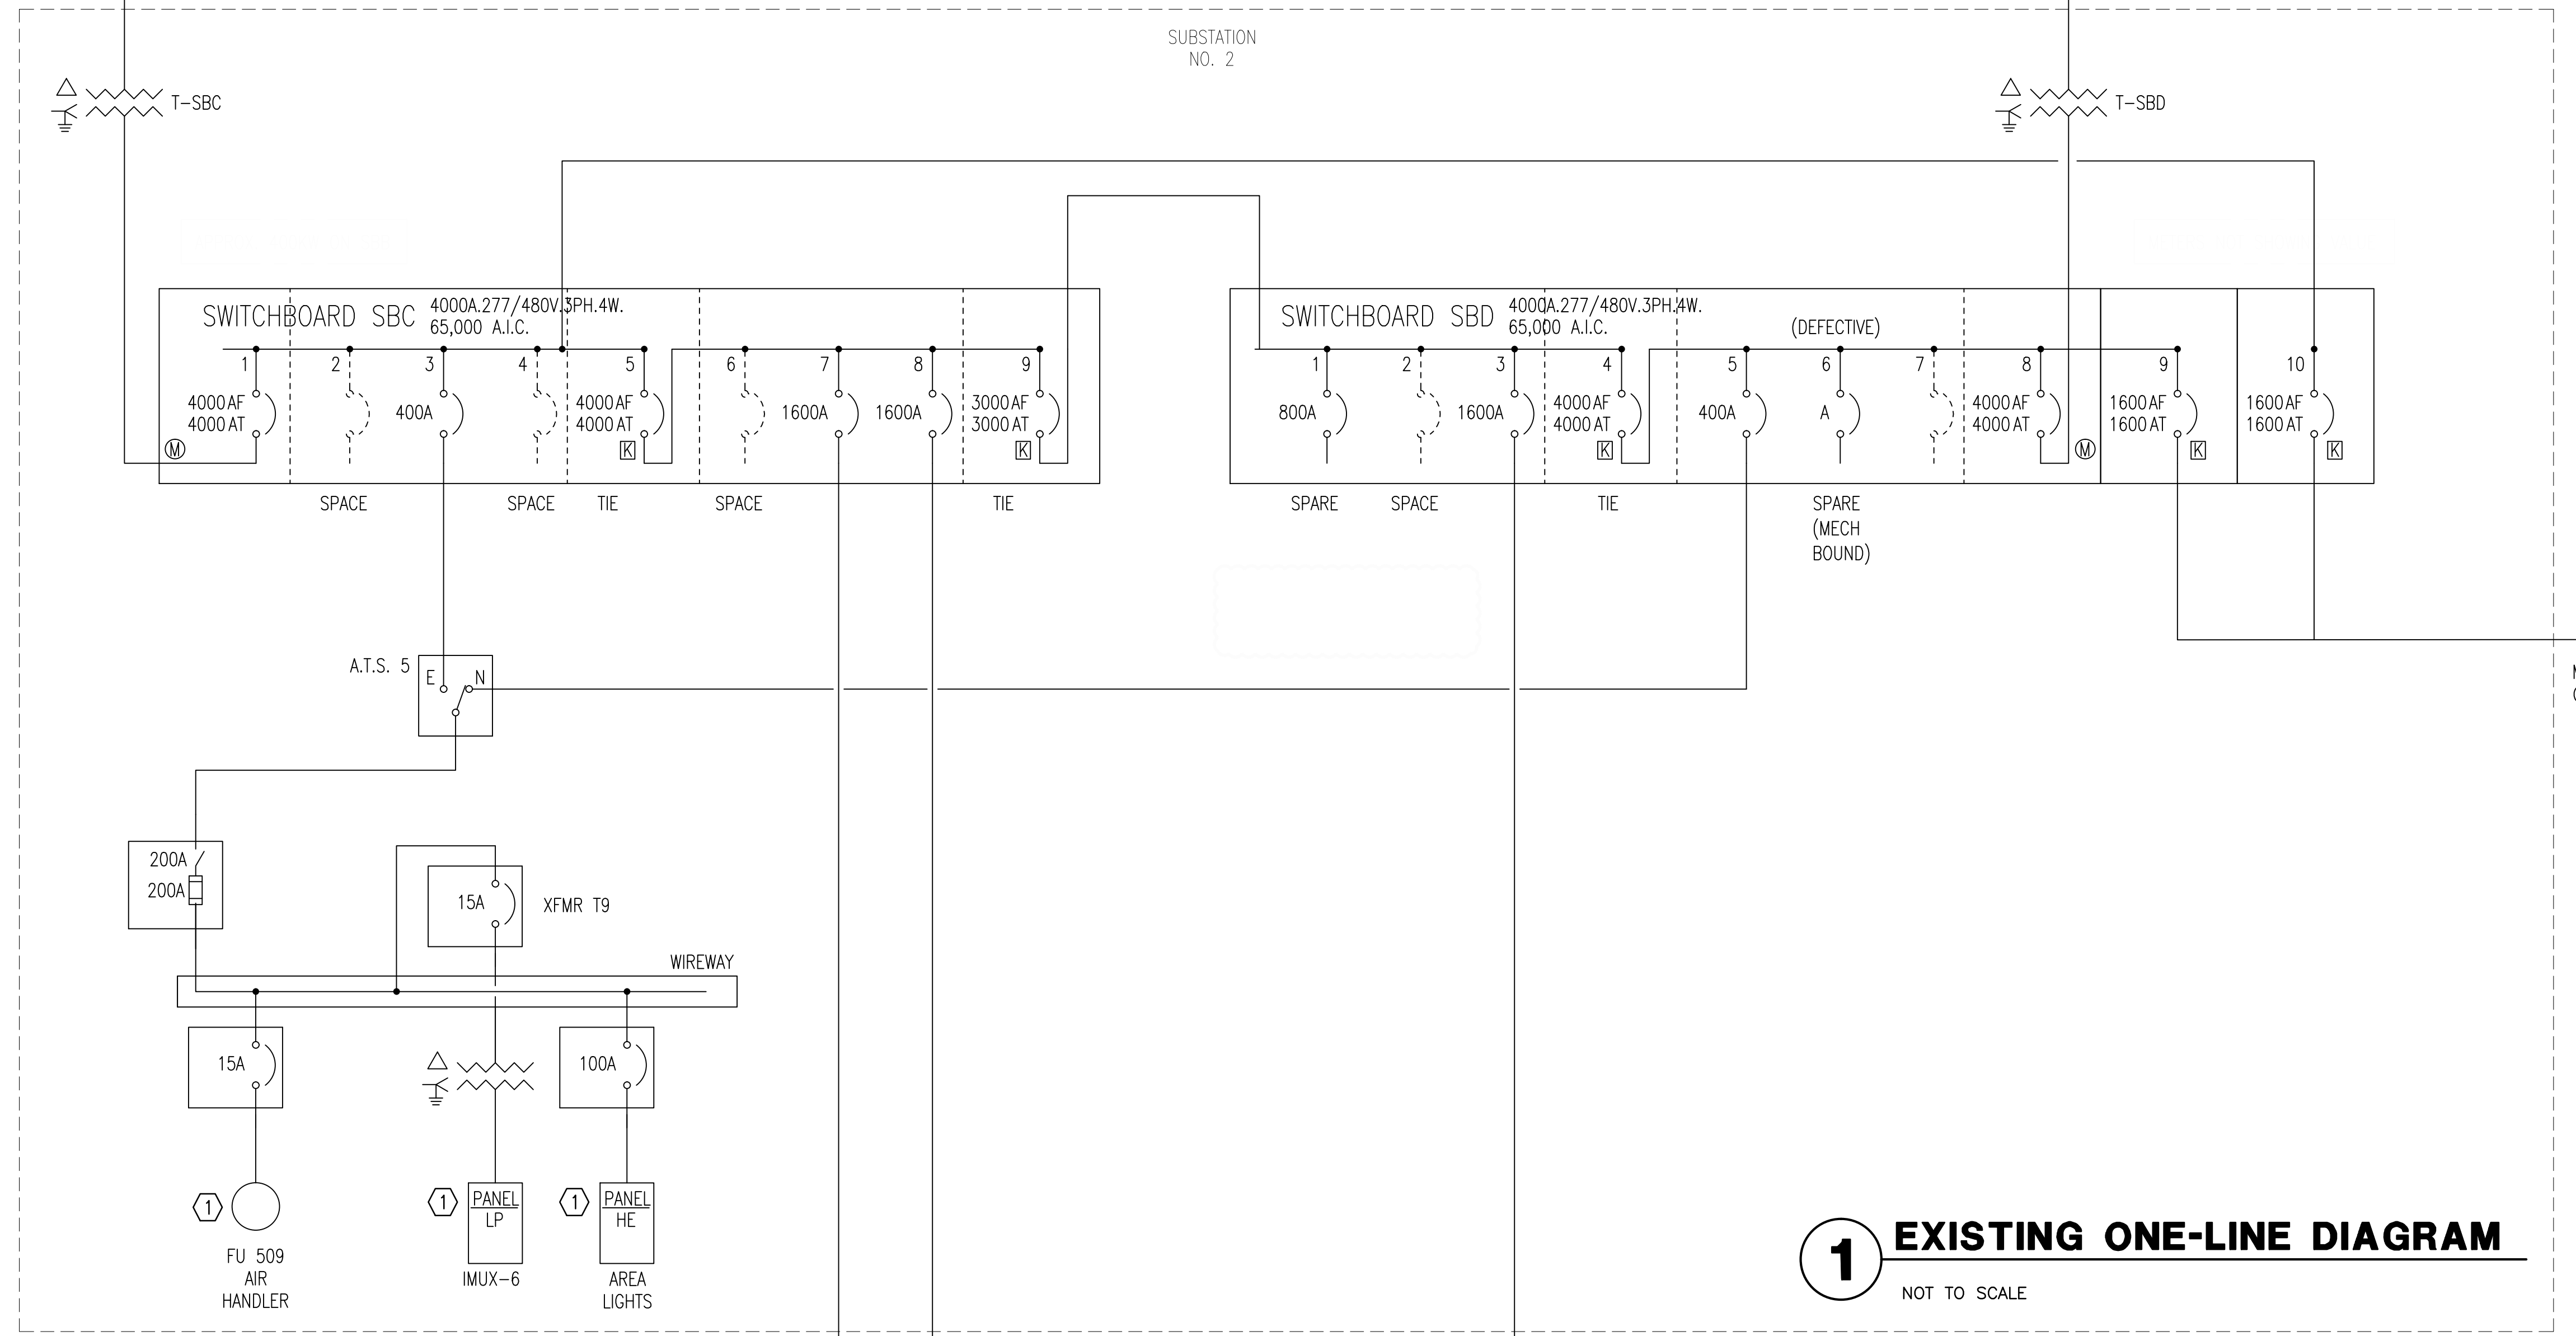 SUBSTATION
NO. 2
T-SBC
T-SBD
SWITCHBOARD SBC
4000A.277/480V.3PH.4W.
65,000 A.I.C.
1
2
3
4
5
6
7
8
9
4000AF
4000AT
400A
4000AF
4000AT
1600A
1600A
3000AF
3000AT
M
K
K
SPACE
SPACE
TIE
SPACE
TIE
SWITCHBOARD SBD
4000A.277/480V.3PH.4W.
65,000 A.I.C.
(DEFECTIVE)
1
2
3
4
5
6
7
8
9
10
800A
1600A
4000AF
4000AT
400A
A
4000AF
4000AT
1600AF
1600AT
1600AF
1600AT
K
M
K
K
SPARE
SPACE
TIE
SPARE
(MECH
BOUND)
A.T.S. 5
E
N
200A
200A
15A
XFMR T9
WIREWAY
15A
100A
1
1
PANEL
LP
1
PANEL
HE
FU 509
AIR
HANDLER
IMUX-6
AREA
LIGHTS
1
EXISTING ONE-LINE DIAGRAM
NOT TO SCALE